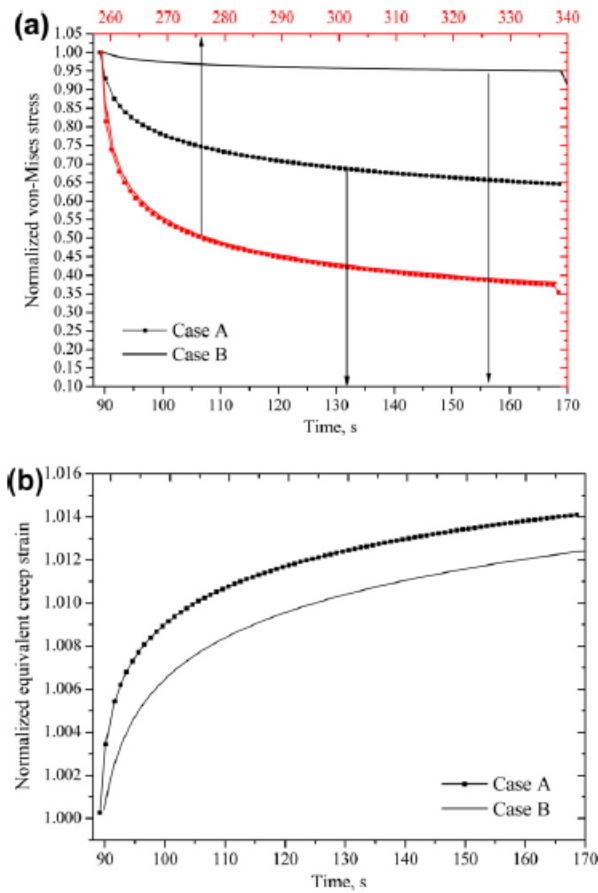 (a)
260 270 280 290 300 310 320 330 340
1.05
1.00
0.95
0.90
0.85
0.80
0.75
0.70
0.65
0.60
0.55
0.50
0.45
0.40
0.35
0.30
0.25
0.20
0.15
0.10
Normalized von-Mises stress
Case A
Case B
90 100 110 120 130 140 150 160 170
Time, s
(b)
1.016
1.014
1.012
1.010
1.008
1.006
1.004
1.002
1.000
Normalized equivalent creep strain
Case A
Case B
90 100 110 120 130 140 150 160 170
Time, s